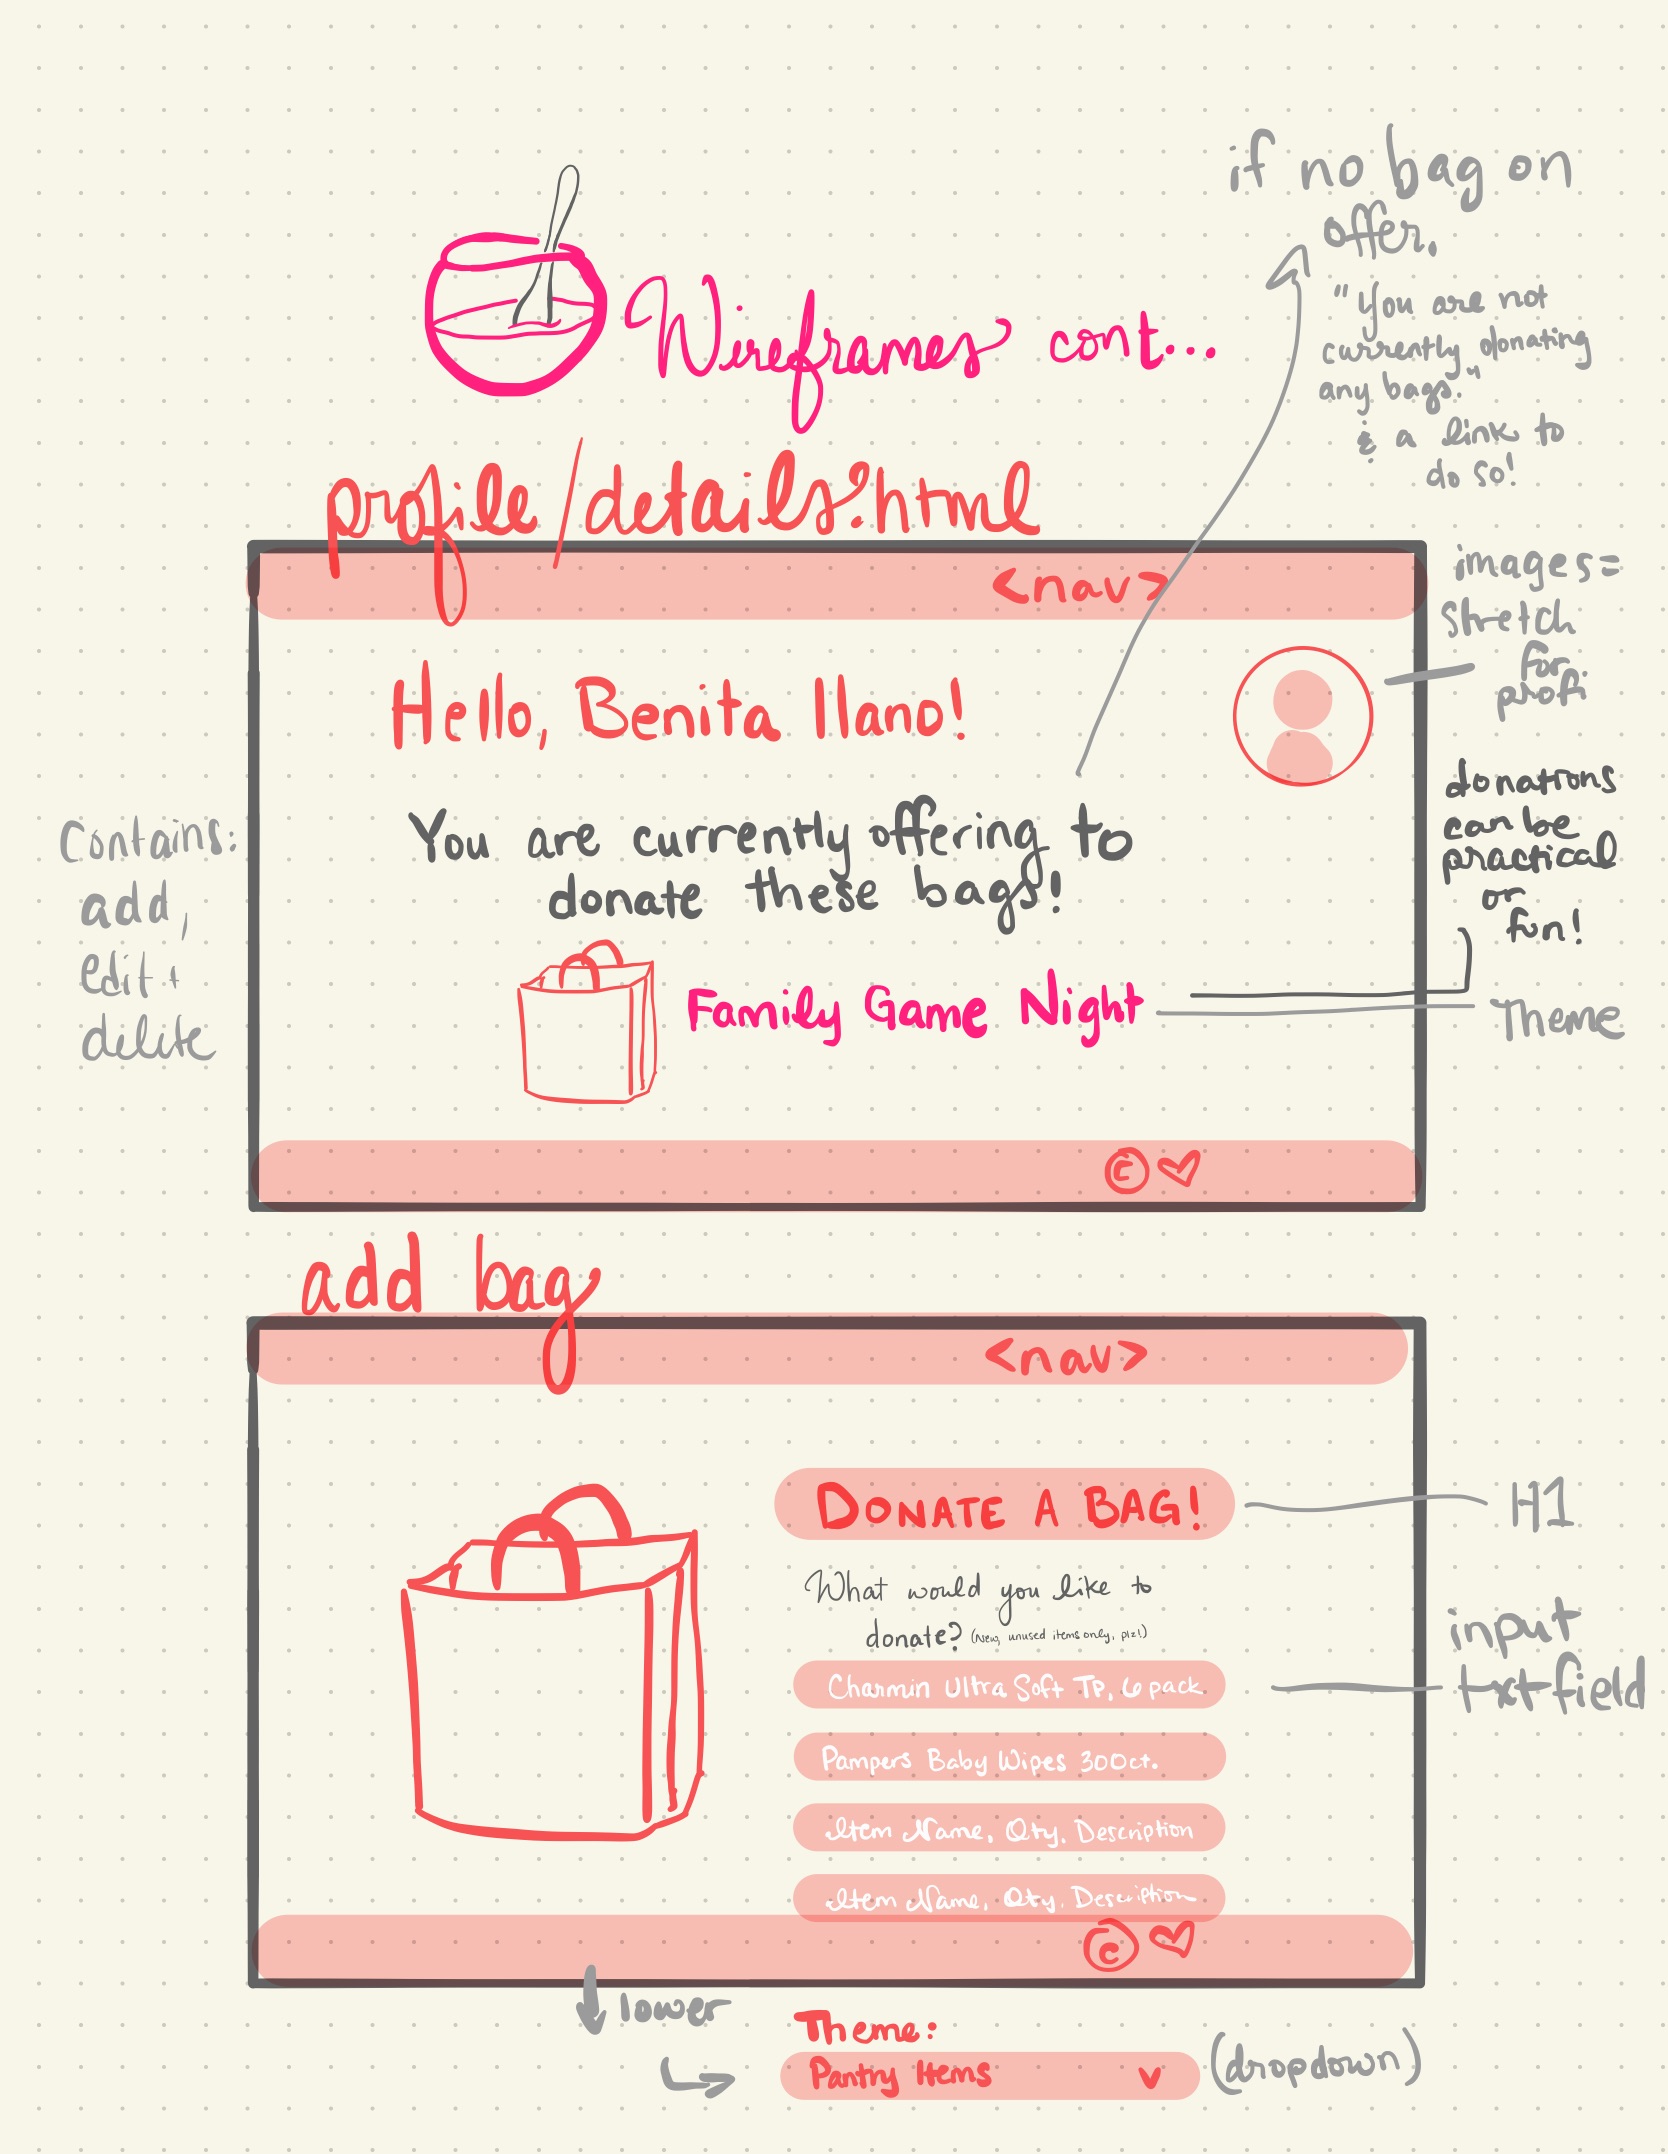 Wireframes cont...
if no bag on
offer.
"You are not
currently donating
any bags."
& a link to
do so!
profile/details.html
<nav>
images=
stretch
for
profi
Hello, Benita llano!
You are currently offering to
donate these bags!
donations
can be
practical
or
fun!
Contains:
add,
edit +
delete
Family Game Night
Theme
©
add bag
<nav>
DONATE A BAG!
H1
What would you like to
donate? (New, unused items only, plz!)
input
txt field
Charmin Ultra Soft TP, 6 pack
Pampers Baby Wipes 300ct.
Item Name, Qty, Description
Item Name, Qty, Description
©
lower
Theme:
Pantry Items
(dropdown)